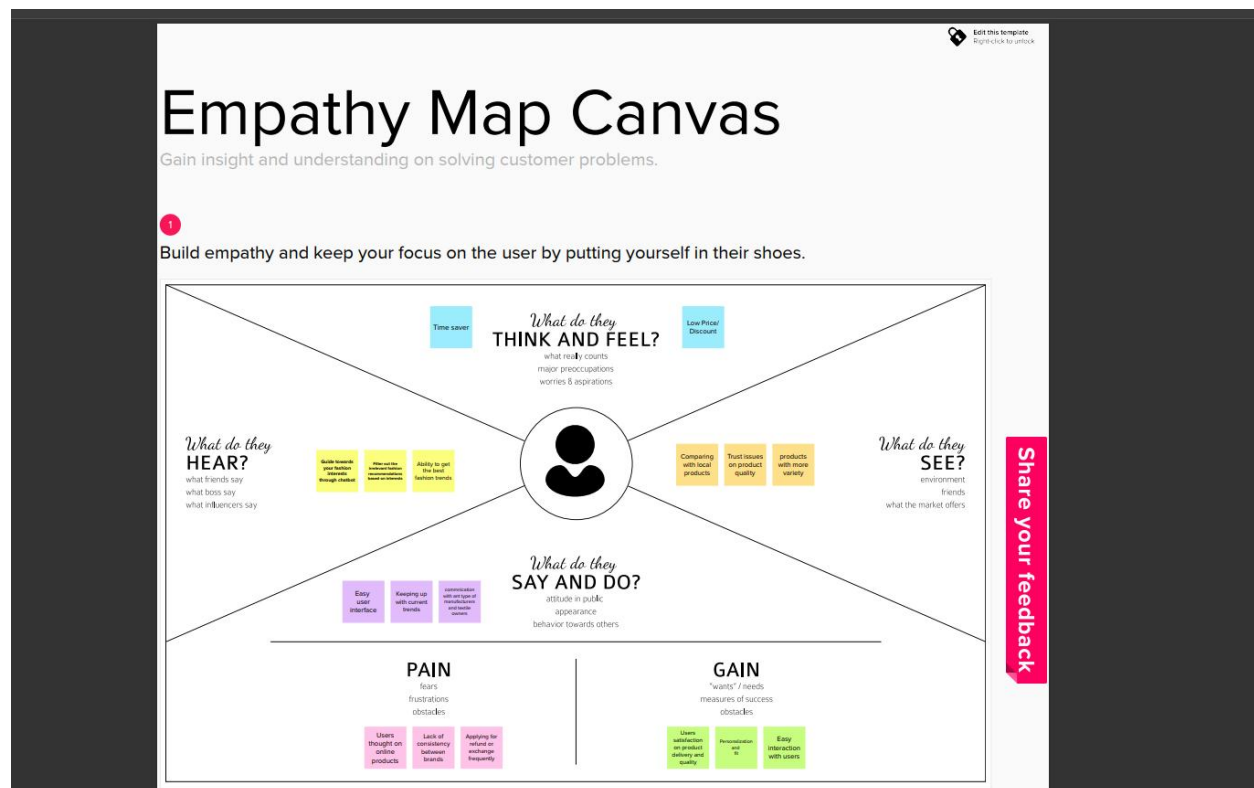 Edit this template
Right-click to unlock
Empathy Map Canvas
Gain insight and understanding on solving customer problems.
1
Build empathy and keep your focus on the user by putting yourself in their shoes.
Time saver
What do they
THINK AND FEEL?
what really counts
major preoccupations
worries & aspirations
Low Price/
Discount
What do they
HEAR?
what friends say
what boss say
what influencers say
Guide towards
your fashion
interests
through chatbot
Filter out the
irrelevant fashion
recommendations
based on interests
Ability to get
the best
fashion trends
Comparing
with local
products
Trust issues
on product
quality
products
with more
variety
What do they
SEE?
environment
friends
what the market offers
Share your feedback
What do they
SAY AND DO?
attitude in public
appearance
behavior towards others
Easy
user
interface
Keeping up
with current
trends
with
type of
manufacturers
and textile
owners
PAIN
fears
frustrations
obstacles
Users
thought on
online
products
Lack of
consistency
between
brands
Applying for
refund or
exchange
frequently
GAIN
"wants" / needs
measures of success
obstacles
Users
satisfaction
on product
delivery and
quality
Personalization
and
fit
Easy
interaction
with users